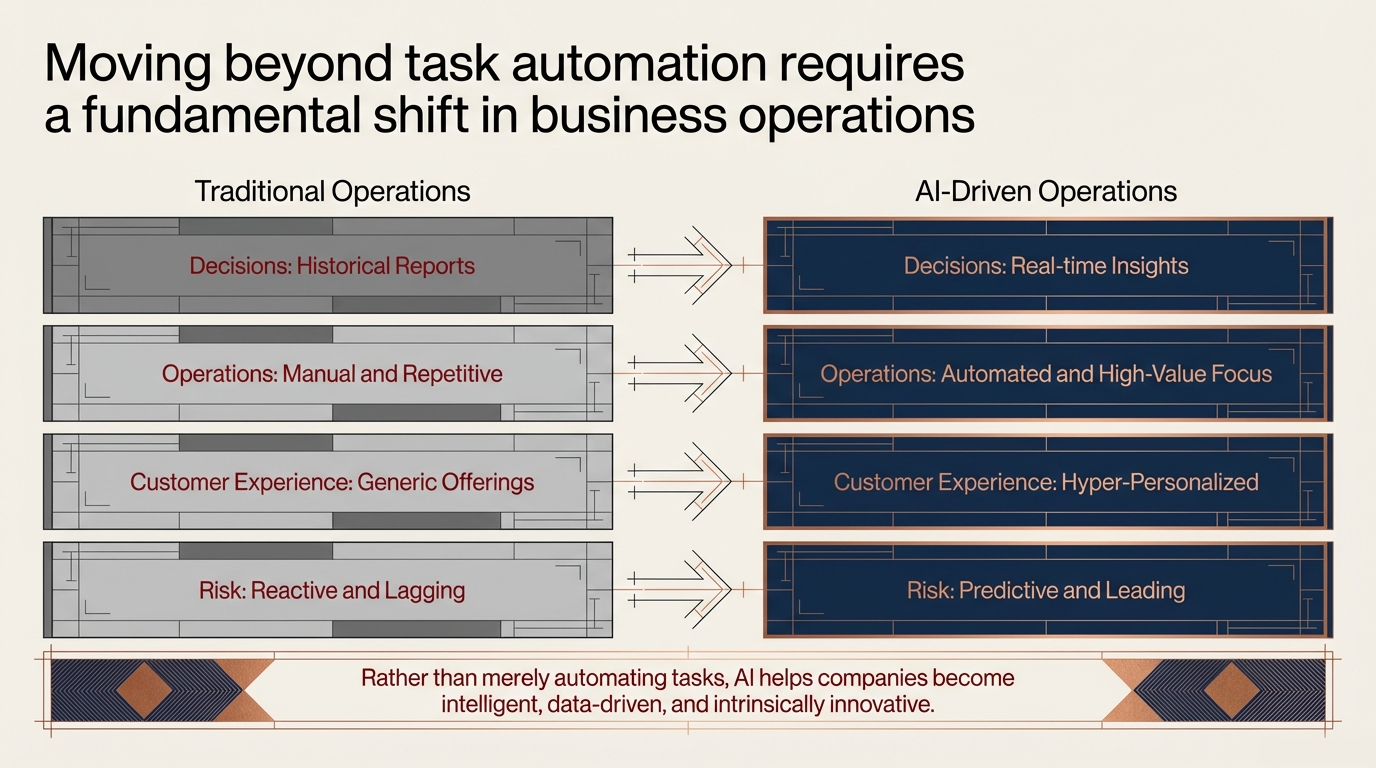 Moving beyond task automation requires
a fundamental shift in business operations
Traditional Operations
AI-Driven Operations
Decisions: Historical Reports
Decisions: Real-time Insights
Operations: Manual and Repetitive
Operations: Automated and High-Value Focus
Customer Experience: Generic Offerings
Customer Experience: Hyper-Personalized
Risk: Reactive and Lagging
Risk: Predictive and Leading
Rather than merely automating tasks, AI helps companies become
intelligent, data-driven, and intrinsically innovative.